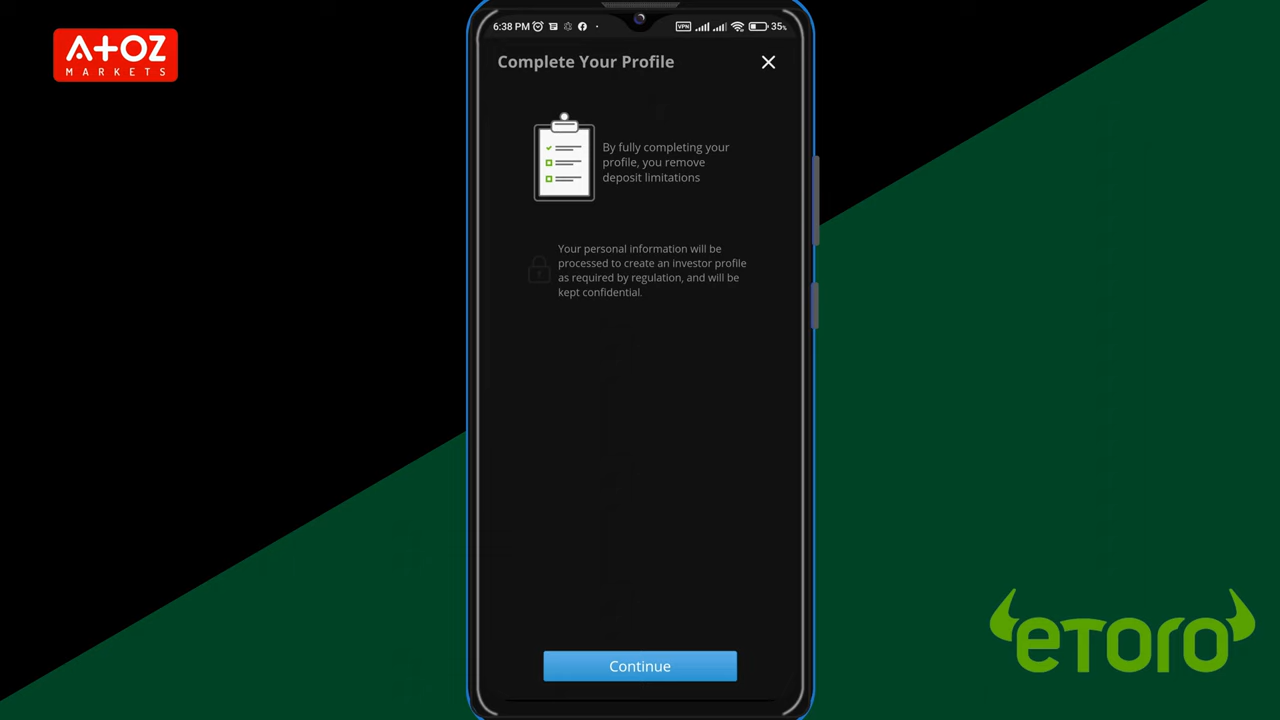 A+OZ
MARKETS
6:38 PM
VPN
35%
Complete Your Profile
By fully completing your
profile, you remove
deposit limitations
Your personal information will be
processed to create an investor profile
as required by regulation, and will be
kept confidential.
Continue
eToro